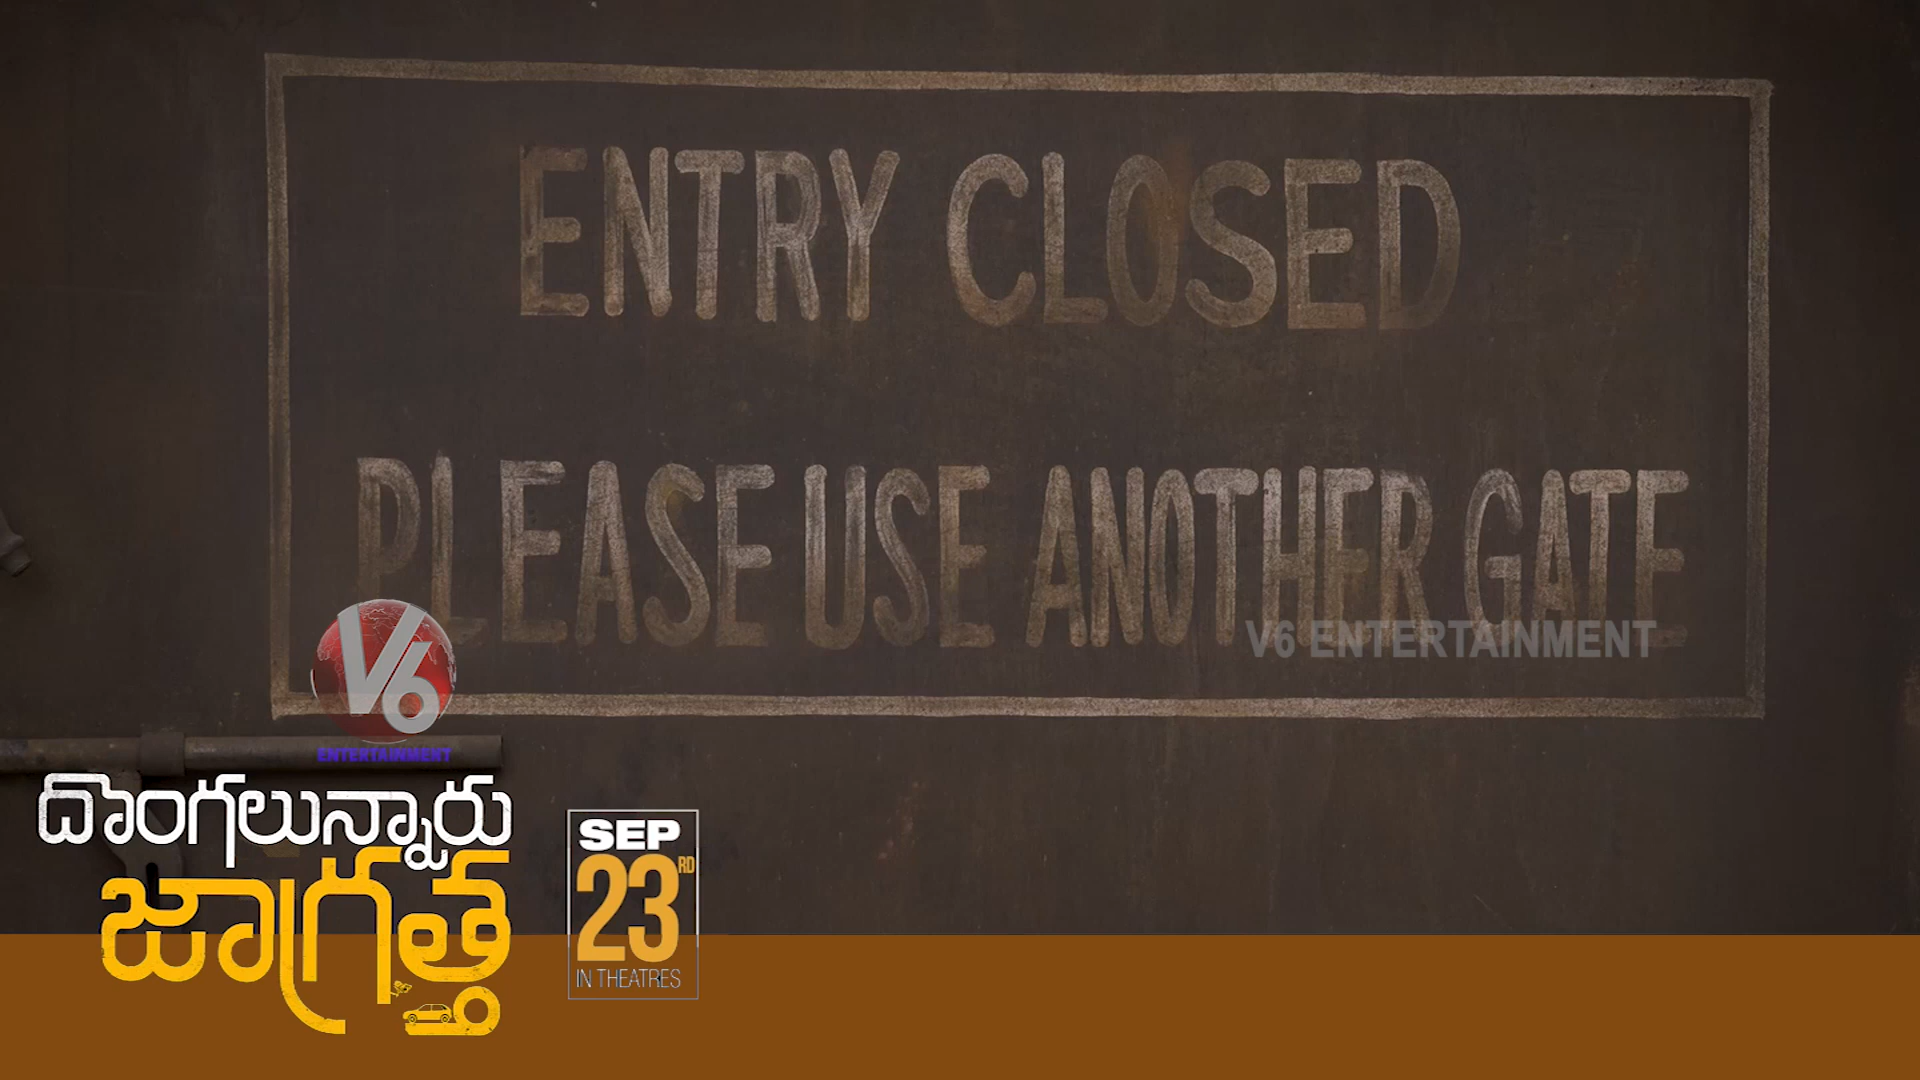 ENTRY CLOSED
PLEASE USE ANOTHER GATE
V6 ENTERTAINMENT
V6
ENTERTAINMENT
దొంగలున్నారు
జాగ్రత్త
SEP
23RD
IN THEATRES